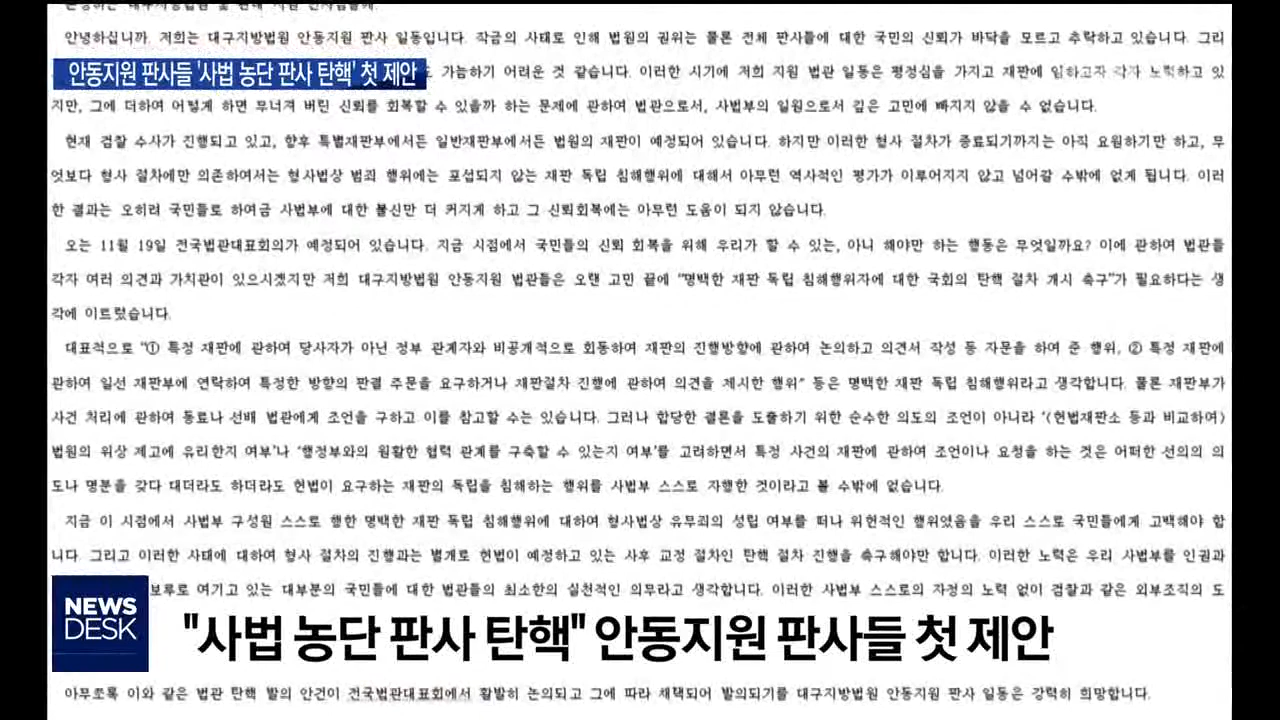 안녕하십니까. 저희는 대구지방법원 안동지원 판사 일동입니다. 작금의 사태로 인해 법원의 권위는 물론 전체 판사들에 대한 국민의 신뢰가 바닥을 모르고 추락하고 있습니다. 그리
안동지원 판사들 '사법 농단 판사 탄핵' 첫 제안
가늠하기 어려운 것 같습니다. 이러한 시기에 저희 지원 법관 일동은 평정심을 가지고 재판에 임하고자 각자 노력하고 있
지만, 그에 더하여 어떻게 하면 무너져 버린 신뢰를 회복할 수 있을까 하는 문제에 관하여 법관으로서, 사법부의 일원으로서 깊은 고민에 빠지지 않을 수 없습니다.
현재 검찰 수사가 진행되고 있고, 향후 특별재판부에서든 일반재판부에서든 법원의 재판이 예정되어 있습니다. 하지만 이러한 형사 절차가 종료되기까지는 아직 요원하기만 하고, 무
엇보다 형사 절차에만 의존하여서는 형사법상 범죄 행위에는 포섭되지 않는 재판 독립 침해행위에 대해서 아무런 역사적인 평가가 이루어지지 않고 넘어갈 수밖에 없게 됩니다. 이러
한 결과는 오히려 국민들로 하여금 사법부에 대한 불신만 더 커지게 하고 그 신뢰회복에는 아무런 도움이 되지 않습니다.
오는 11월 19일 전국법관대표회의가 예정되어 있습니다. 지금 시점에서 국민들의 신뢰 회복을 위해 우리가 할 수 있는, 아니 해야만 하는 행동은 무엇일까요? 이에 관하여 법관들
각자 여러 의견과 가치관이 있으시겠지만 저희 대구지방법원 안동지원 법관들은 오랜 고민 끝에 “명백한 재판 독립 침해행위자에 대한 국회의 탄핵 절차 개시 촉구”가 필요하다는 생
각에 이르렀습니다.
대표적으로 “① 특정 재판에 관하여 당사자가 아닌 정부 관계자와 비공개적으로 회동하여 재판의 진행방향에 관하여 논의하고 의견서 작성 등 자문을 하여 준 행위, ② 특정 재판에
관하여 일선 재판부에 연락하여 특정한 방향의 판결 주문을 요구하거나 재판절차 진행에 관하여 의견을 제시한 행위” 등은 명백한 재판 독립 침해행위라고 생각합니다. 물론 재판부가
사건 처리에 관하여 동료나 선배 법관에게 조언을 구하고 이를 참고할 수는 있습니다. 그러나 합당한 결론을 도출하기 위한 순수한 의도의 조언이 아니라 ‘(헌법재판소 등과 비교하여)
법원의 위상 제고에 유리한지 여부’나 ‘행정부와의 원활한 협력 관계를 구축할 수 있는지 여부’를 고려하면서 특정 사건의 재판에 관하여 조언이나 요청을 하는 것은 어떠한 선의의 의
도나 명분을 갖다 대더라도 하더라도 헌법이 요구하는 재판의 독립을 침해하는 행위를 사법부 스스로 자행한 것이라고 볼 수밖에 없습니다.
지금 이 시점에서 사법부 구성원 스스로 행한 명백한 재판 독립 침해행위에 대하여 형사법상 유무죄의 성립 여부를 떠나 위헌적인 행위였음을 우리 스스로 국민들에게 고백해야 합
니다. 그리고 이러한 사태에 대하여 형사 절차의 진행과는 별개로 헌법이 예정하고 있는 사후 교정 절차인 탄핵 절차 진행을 촉구해야만 합니다. 이러한 노력은 우리 사법부를 인권과
보루로 여기고 있는 대부분의 국민들에 대한 법관들의 최소한의 실천적인 의무라고 생각합니다. 이러한 사법부 스스로의 자정의 노력 없이 검찰과 같은 외부조직의 도
NEWS
DESK
"사법 농단 판사 탄핵" 안동지원 판사들 첫 제안
아무쪼록 이와 같은 법관 탄핵 발의 안건이 전국법관대표회에서 활발히 논의되고 그에 따라 채택되어 발의되기를 대구지방법원 안동지원 판사 일동은 강력히 희망합니다.